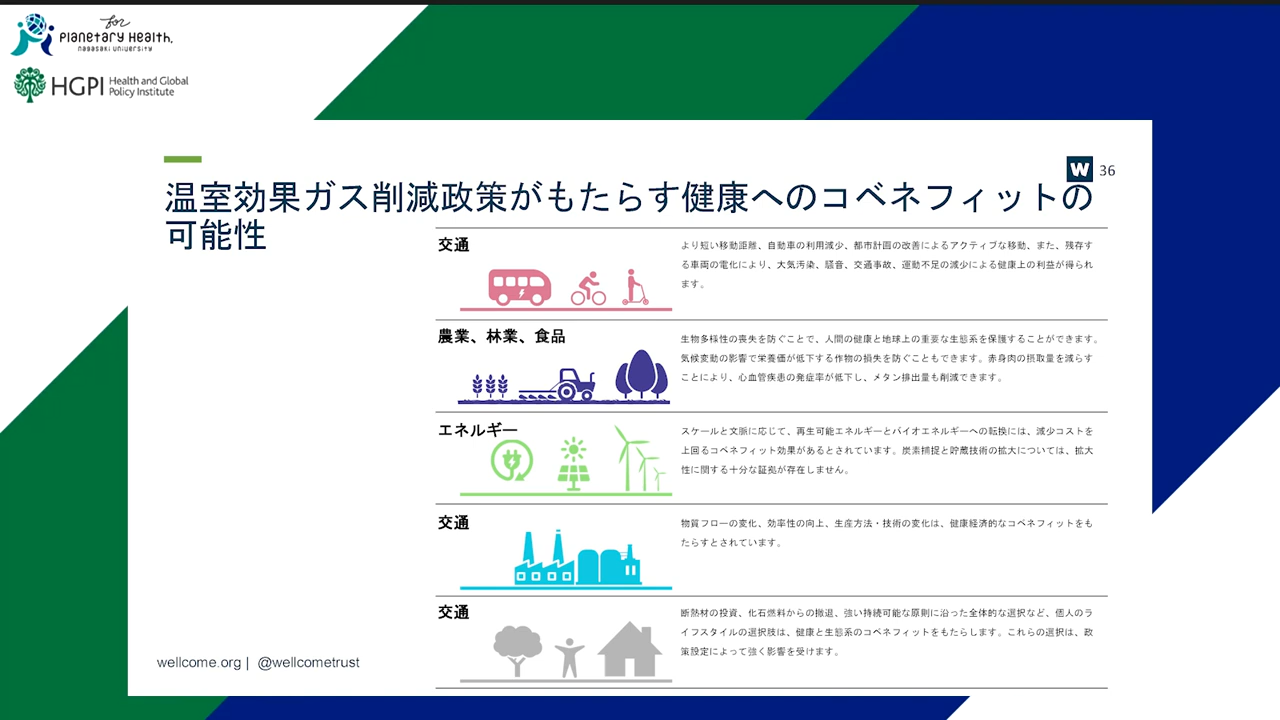 for
Planetary Health,
NAGASAKI UNIVERSITY
HGPI Health and Global
Policy Institute
W 36
温室効果ガス削減政策がもたらす健康へのコベネフィットの
可能性
交通
より短い移動距離、自動車の利用減少、都市計画の改善によるアクティブな移動、また、残存す
る車両の電化により、大気汚染、騒音、交通事故、運動不足の減少による健康上の利益が得られ
ます。
農業、林業、食品
生物多様性の喪失を防ぐことで、人間の健康と地球上の重要な生態系を保護することができます。
気候変動の影響で栄養価が低下する作物の損失を防ぐこともできます。赤身肉の摂取量を減らす
ことにより、心血管疾患の発症率が低下し、メタン排出量も削減できます。
エネルギー
スケールと文脈に応じて、再生可能エネルギーとバイオエネルギーへの転換には、減少コストを
上回るコベネフィット効果があるとされています。炭素捕捉と貯蔵技術の拡大については、拡大
性に関する十分な証拠が存在しません。
交通
物質フローの変化、効率性の向上、生産方法・技術の変化は、健康経済的なコベネフィットをも
たらすとされています。
交通
断熱材の投資、化石燃料からの撤退、強い持続可能な原則に沿った全体的な選択など、個人のラ
イフスタイルの選択肢は、健康と生態系のコベネフィットをもたらします。これらの選択は、政
策設定によって強く影響を受けます。
wellcome.org | @wellcometrust